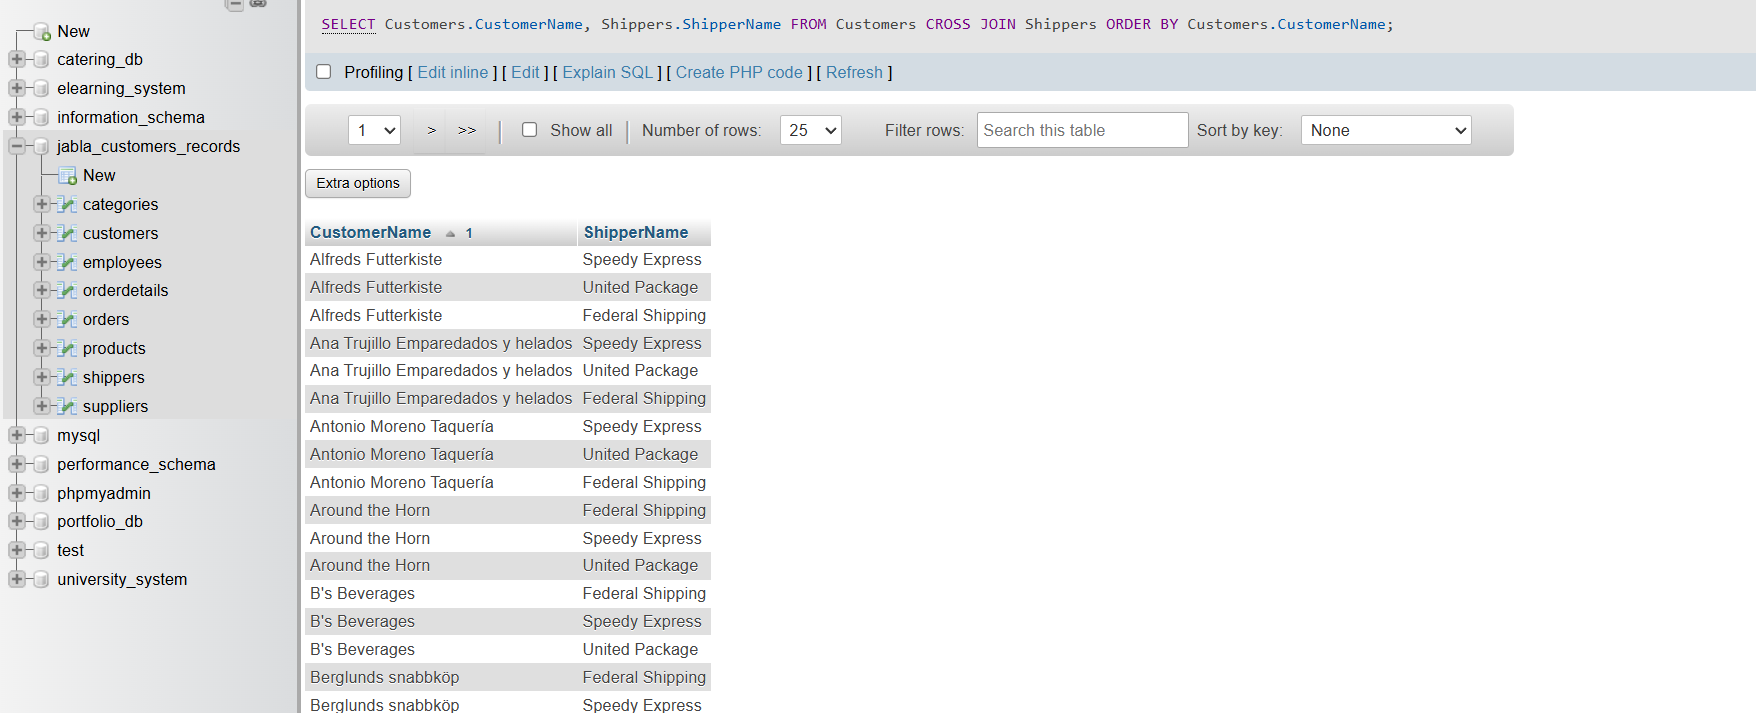 New
catering_db
elearning_system
information_schema
jabla_customers_records
New
categories
customers
employees
orderdetails
orders
products
shippers
suppliers
mysql
performance_schema
phpmyadmin
portfolio_db
test
university_system
SELECT Customers.CustomerName, Shippers.ShipperName FROM Customers CROSS JOIN Shippers ORDER BY Customers.CustomerName;
Profiling [ Edit inline ] [ Edit ] [ Explain SQL ] [ Create PHP code ] [ Refresh ]
1 > >> | Show all | Number of rows: 25 Filter rows: Search this table Sort by key: None
Extra options
CustomerName 1 ShipperName
Alfreds Futterkiste Speedy Express
Alfreds Futterkiste United Package
Alfreds Futterkiste Federal Shipping
Ana Trujillo Emparedados y helados Speedy Express
Ana Trujillo Emparedados y helados United Package
Ana Trujillo Emparedados y helados Federal Shipping
Antonio Moreno Taquería Speedy Express
Antonio Moreno Taquería United Package
Antonio Moreno Taquería Federal Shipping
Around the Horn Federal Shipping
Around the Horn Speedy Express
Around the Horn United Package
B's Beverages Federal Shipping
B's Beverages Speedy Express
B's Beverages United Package
Berglunds snabbköp Federal Shipping
Berglunds snabbköp Speedy Express